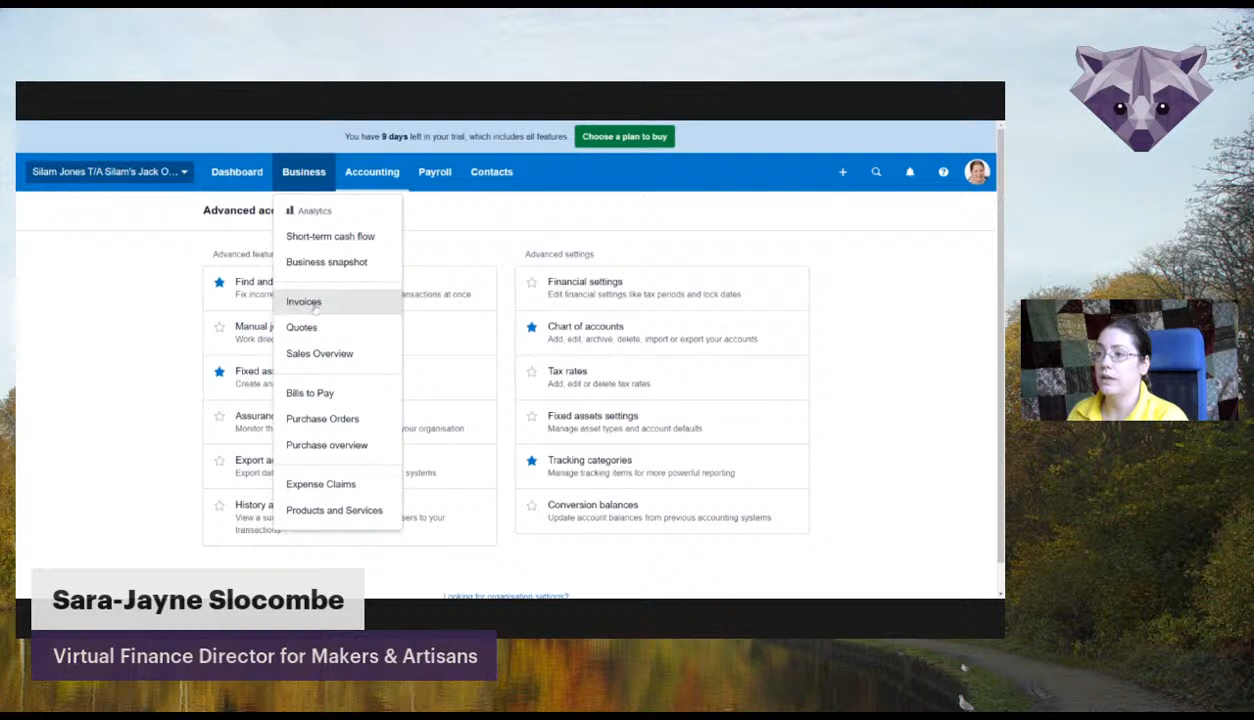 You have 9 days left in your trial, which includes all features
Choose a plan to buy
Silam Jones T/A Silam's Jack O...
Dashboard
Business
Accounting
Payroll
Contacts
Advanced acc
Analytics
Short-term cash flow
Business snapshot
Invoices
Quotes
Sales Overview
Bills to Pay
Purchase Orders
Purchase overview
Expense Claims
Products and Services
Advanced featu
Find and
Fix incorre
ansactions at once
Manual j
Work dire
Fixed as
Create an
Assuranc
Monitor th
our organisation
Export a
Export dat
systems
History a
View a su
sers to your
transactions
Advanced settings
Financial settings
Edit financial settings like tax periods and lock dates
Chart of accounts
Add, edit, archive, delete, import or export your accounts
Tax rates
Add, edit or delete tax rates
Fixed assets settings
Manage asset types and account defaults
Tracking categories
Manage tracking items for more powerful reporting
Conversion balances
Update account balances from previous accounting systems
Looking for organisation settings?
Sara-Jayne Slocombe
Virtual Finance Director for Makers & Artisans